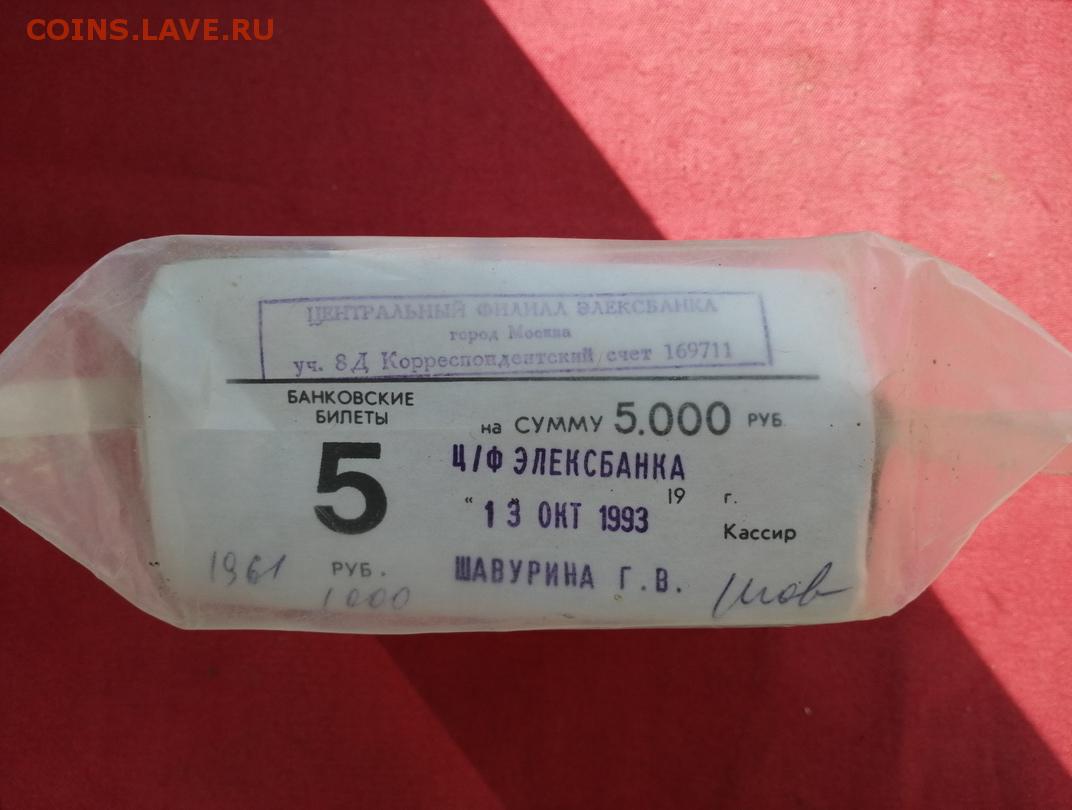 COINS.LAVE.RU
ЦЕНТРАЛЬНЫЙ ФИЛИАЛ ЭЛЕКСБАНКА
город Москва
уч. 8Д Корреспондентский счет 169711
БАНКОВСКИЕ
БИЛЕТЫ
на СУММУ 5.000 РУБ.
5
Ц/Ф ЭЛЕКСБАНКА
" 13 " ОКТ 1993 19 г.
Кассир
1961 РУБ. ШАВУРИНА Г.В.
1000